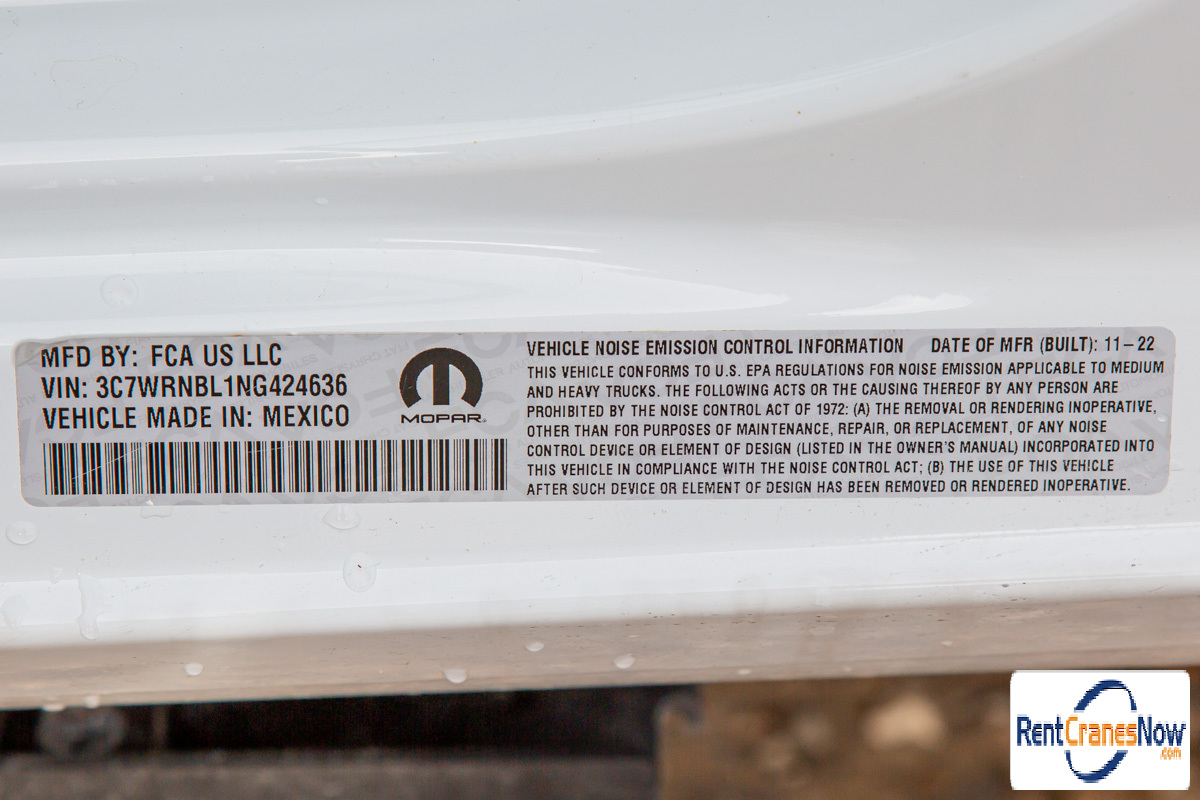 MFD BY: FCA US LLC
VIN: 3C7WRNBL1NG424636
VEHICLE MADE IN: MEXICO
MOPAR
VEHICLE NOISE EMISSION CONTROL INFORMATION DATE OF MFR (BUILT): 11-22
THIS VEHICLE CONFORMS TO U.S. EPA REGULATIONS FOR NOISE EMISSION APPLICABLE TO MEDIUM
AND HEAVY TRUCKS. THE FOLLOWING ACTS OR THE CAUSING THEREOF BY ANY PERSON ARE
PROHIBITED BY THE NOISE CONTROL ACT OF 1972: (A) THE REMOVAL OR RENDERING INOPERATIVE,
OTHER THAN FOR PURPOSES OF MAINTENANCE, REPAIR, OR REPLACEMENT, OF ANY NOISE
CONTROL DEVICE OR ELEMENT OF DESIGN (LISTED IN THE OWNER'S MANUAL) INCORPORATED INTO
THIS VEHICLE IN COMPLIANCE WITH THE NOISE CONTROL ACT; (B) THE USE OF THIS VEHICLE
AFTER SUCH DEVICE OR ELEMENT OF DESIGN HAS BEEN REMOVED OR RENDERED INOPERATIVE.
RentCranesNow
.com